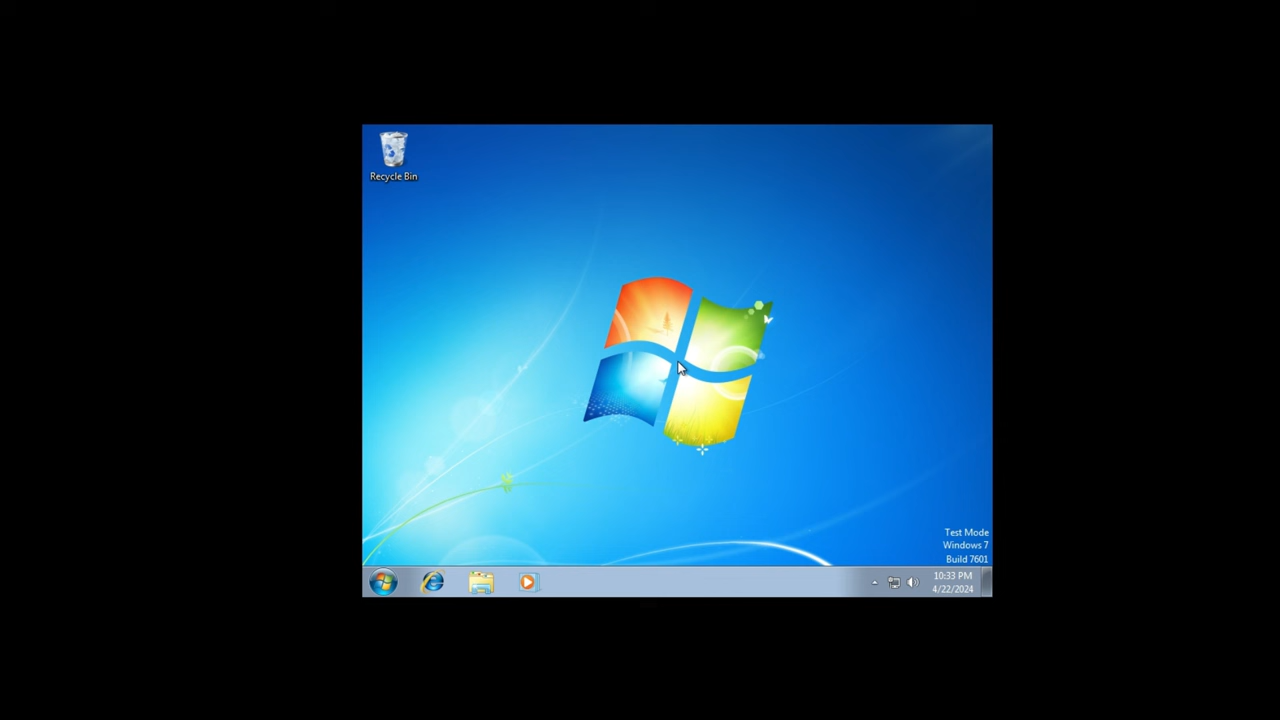 Recycle Bin
Test Mode
Windows 7
Build 7601
10:33 PM
4/22/2024